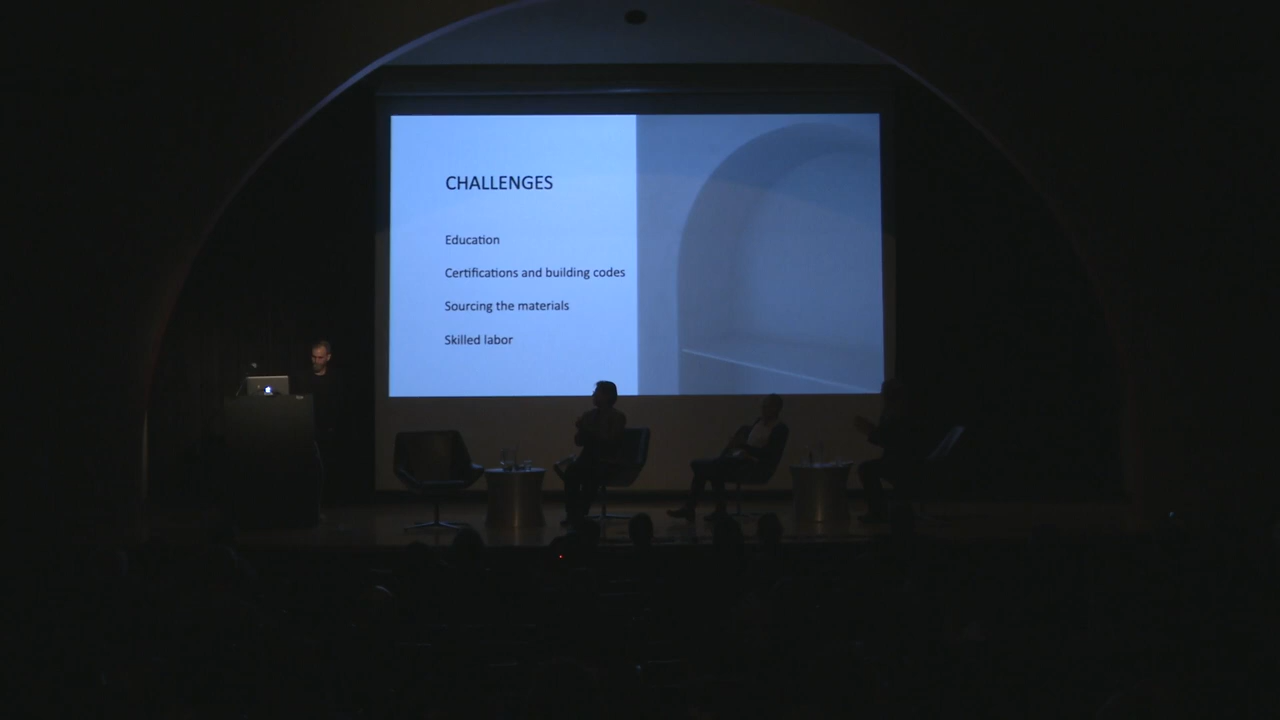 CHALLENGES
Education
Certifications and building codes
Sourcing the materials
Skilled labor